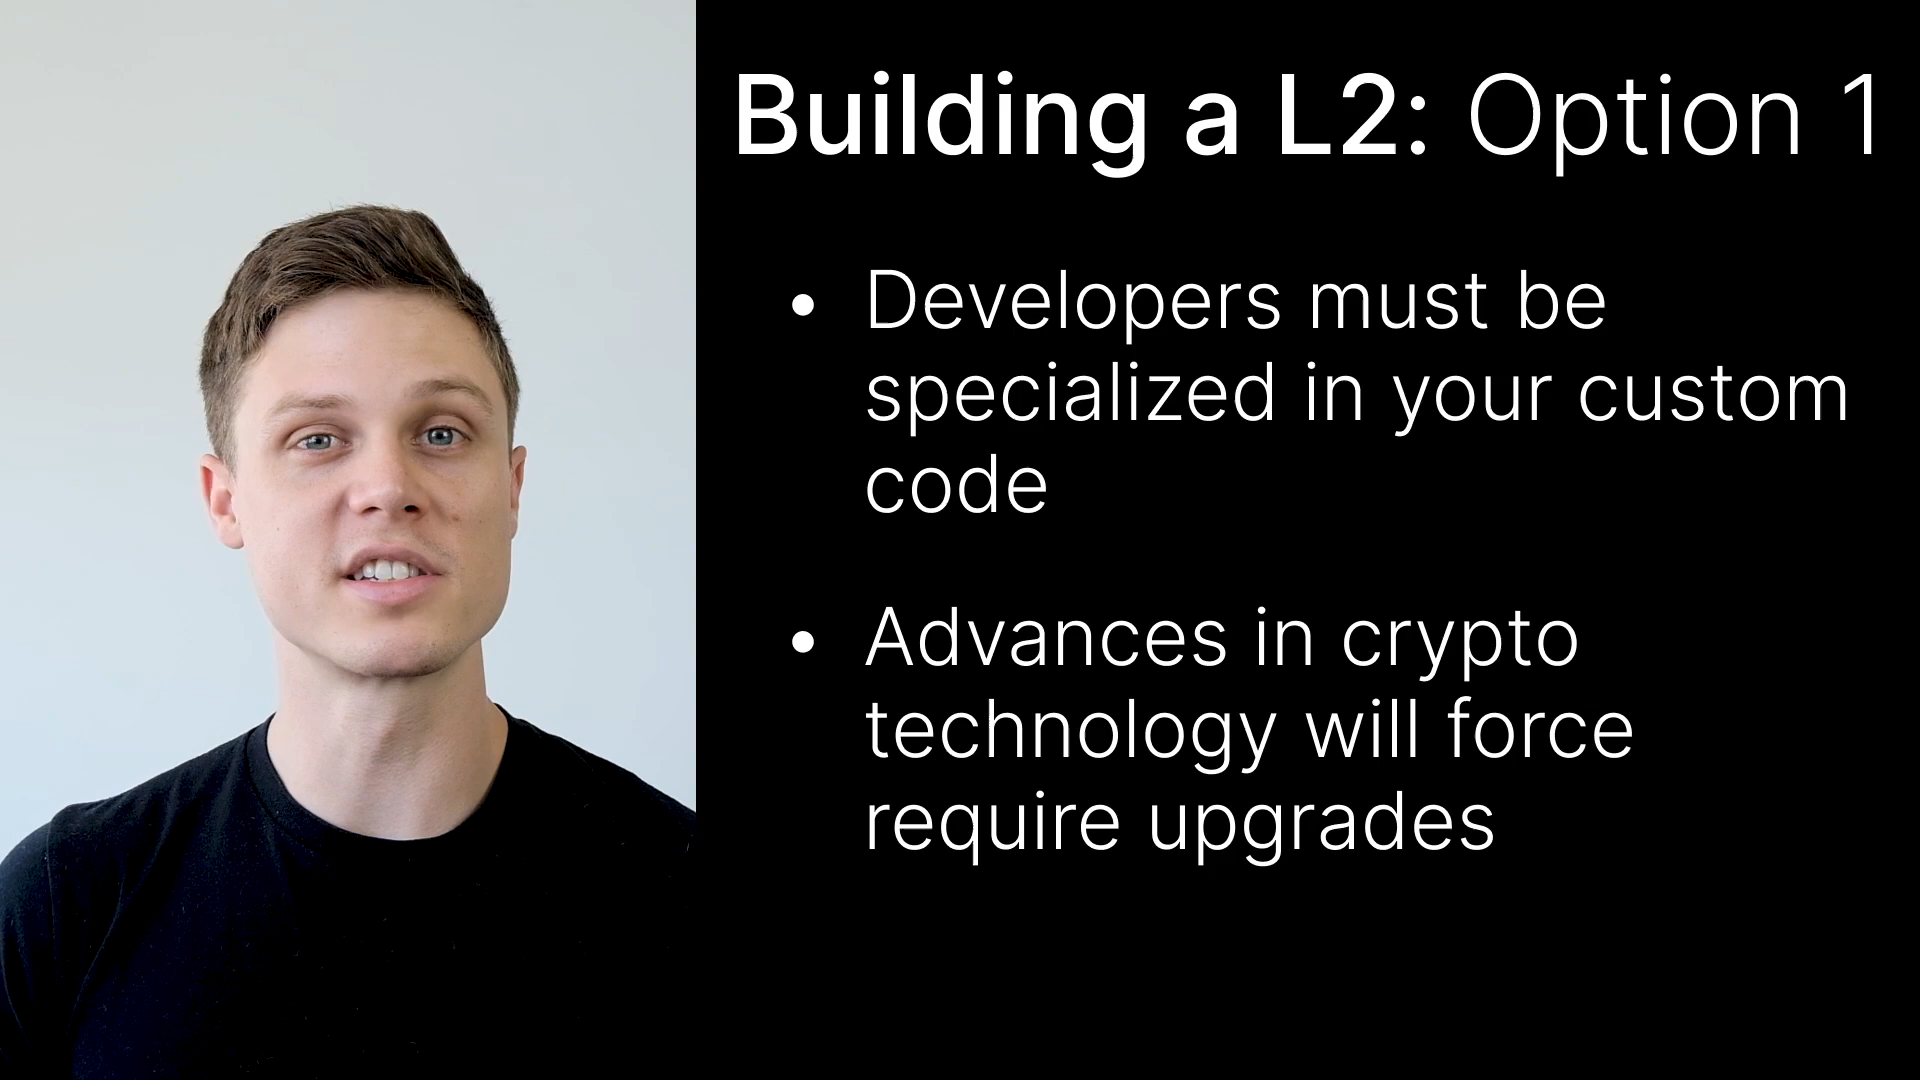 Building a L2: Option 1
• Developers must be
specialized in your custom
code
• Advances in crypto
technology will force
require upgrades